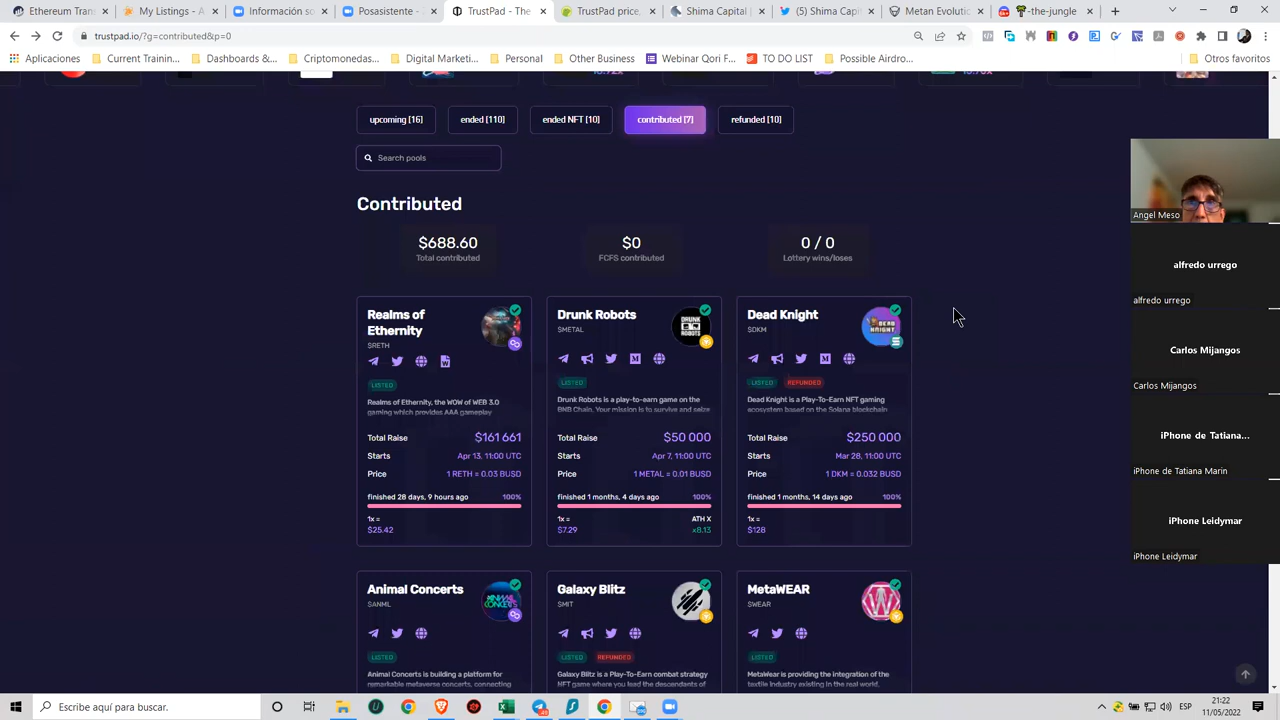 Ethereum Trans
My Listings - A
Información so
Posasistente -
TrustPad - The
TrustPad price,
Shima Capital
(5) Shima Capi
Metan Evolutio
-the-jungle
trustpad.io/?g=contributed&p=0
Aplicaciones
Current Trainin...
Dashboards &...
Criptomonedas...
Digital Marketi...
Personal
Other Business
Webinar Qori F...
TO DO LIST
Possible Airdro...
Otros favoritos
upcoming [16]
ended [110]
ended NFT [10]
contributed [7]
refunded [10]
Search pools
Contributed
$688.60
Total contributed
$0
FCFS contributed
0 / 0
Lottery wins/loses
Realms of
Ethernity
$RETH
LISTED
Realms of Ethernity, the WOW of WEB 3.0
gaming which provides AAA gameplay
Total Raise $161 661
Starts Apr 13, 11:00 UTC
Price 1 RETH = 0.03 BUSD
finished 28 days, 9 hours ago 100%
1x =
$25.42
Drunk Robots
$METAL
LISTED
Drunk Robots is a play-to-earn game on the
BNB Chain. Your mission is to survive and seize
Total Raise $50 000
Starts Apr 7, 11:00 UTC
Price 1 METAL = 0.01 BUSD
finished 1 months, 4 days ago 100%
1x = ATH X
$7.29 x8.13
Dead Knight
$DKM
LISTED REFUNDED
Dead Knight is a Play-To-Earn NFT gaming
ecosystem based on the Solana blockchain
Total Raise $250 000
Starts Mar 28, 11:00 UTC
Price 1 DKM = 0.032 BUSD
finished 1 months, 14 days ago 100%
1x =
$128
Animal Concerts
$ANML
LISTED
Animal Concerts is building a platform for
remarkable metaverse concerts, connecting
Galaxy Blitz
$MIT
LISTED REFUNDED
Galaxy Blitz is a Play-To-Earn combat strategy
NFT game where you lead the descendants of
MetaWEAR
$WEAR
LISTED
MetaWear is providing the integration of the
textile industry existing in the real world,
Angel Meso
alfredo urrego
alfredo urrego
Carlos Mijangos
Carlos Mijangos
iPhone de Tatiana...
iPhone de Tatiana Marin
iPhone Leidymar
iPhone Leidymar
Escribe aquí para buscar.
ESP
21:22
11/05/2022